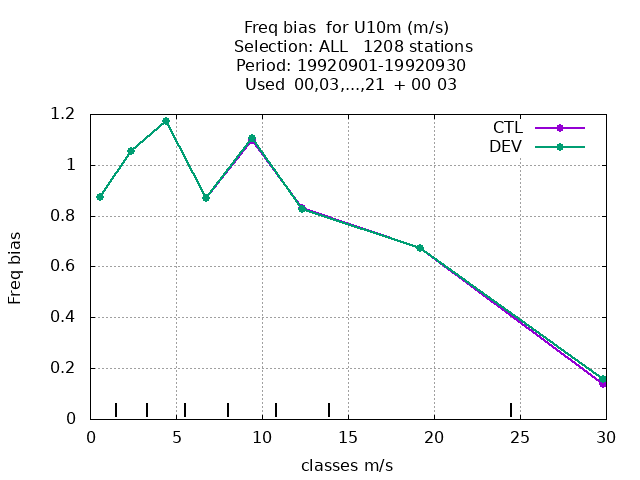 Freq bias  for U10m (m/s)
Selection: ALL   1208 stations
Period: 19920901-19920930
Used  00,03,...,21  + 00 03
CTL
DEV
1.2
1
0.8
0.6
0.4
0.2
0
Freq bias
0 5 10 15 20 25 30
classes m/s